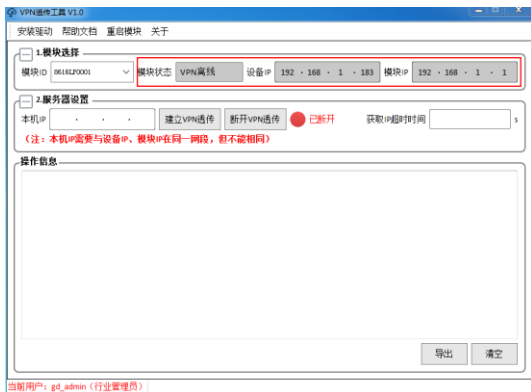 VPN透传工具 V1.0
安装驱动 帮助文档 重启模块 关于
1.模块选择
模块ID 8616LP0001 模块状态 VPN离线 设备IP 192 . 168 . 1 . 183 模块IP 192 . 168 . 1 . 1
2.服务器设置
本机IP . . . 建立VPN透传 断开VPN透传 已断开 获取IP超时时间 s
(注：本机IP需要与设备IP、模块IP在同一网段，但不能相同)
操作信息
导出 清空
当前用户：gd_admin（行业管理员）